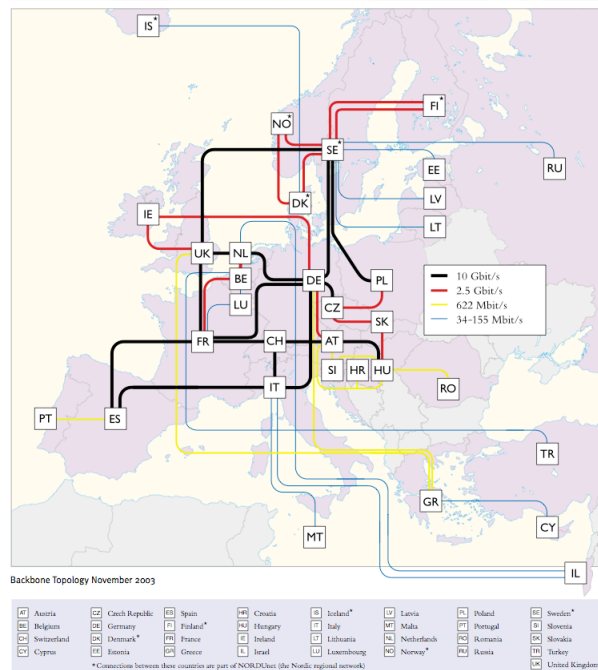 IS*
FI*
NO*
SE*
RU
EE
DK*
LV
IE
LT
UK
NL
BE
DE
PL
10 Gbit/s
2.5 Gbit/s
622 Mbit/s
34-155 Mbit/s
LU
CZ
SK
FR
CH
AT
SI
HR
HU
IT
RO
PT
ES
TR
GR
CY
MT
IL
Backbone Topology November 2003
AT Austria CZ Czech Republic ES Spain HR Croatia IS Iceland* LV Latvia PL Poland SE Sweden*
BE Belgium DE Germany FI Finland* HU Hungary IT Italy MT Malta PT Portugal SI Slovenia
CH Switzerland DK Denmark* FR France IE Ireland LT Lithuania NL Netherlands RO Romania SK Slovakia
CY Cyprus EE Estonia GR Greece IL Israel LU Luxembourg NO Norway* RU Russia TR Turkey
*Connections between these countries are part of NORDUnet (the Nordic regional network) UK United Kingdom